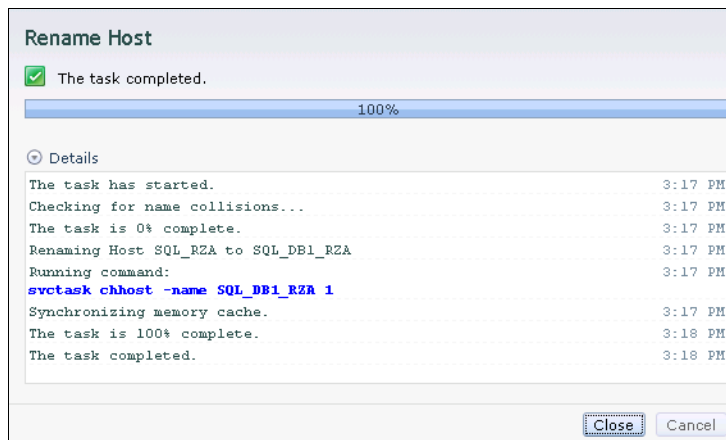 Rename Host
The task completed.
100%
Details
The task has started. 3:17 PM
Checking for name collisions... 3:17 PM
The task is 0% complete. 3:17 PM
Renaming Host SQL_RZA to SQL_DB1_RZA 3:17 PM
Running command: 3:17 PM
svctask chhost -name SQL_DB1_RZA 1
Synchronizing memory cache. 3:17 PM
The task is 100% complete. 3:18 PM
The task completed. 3:18 PM
Close Cancel